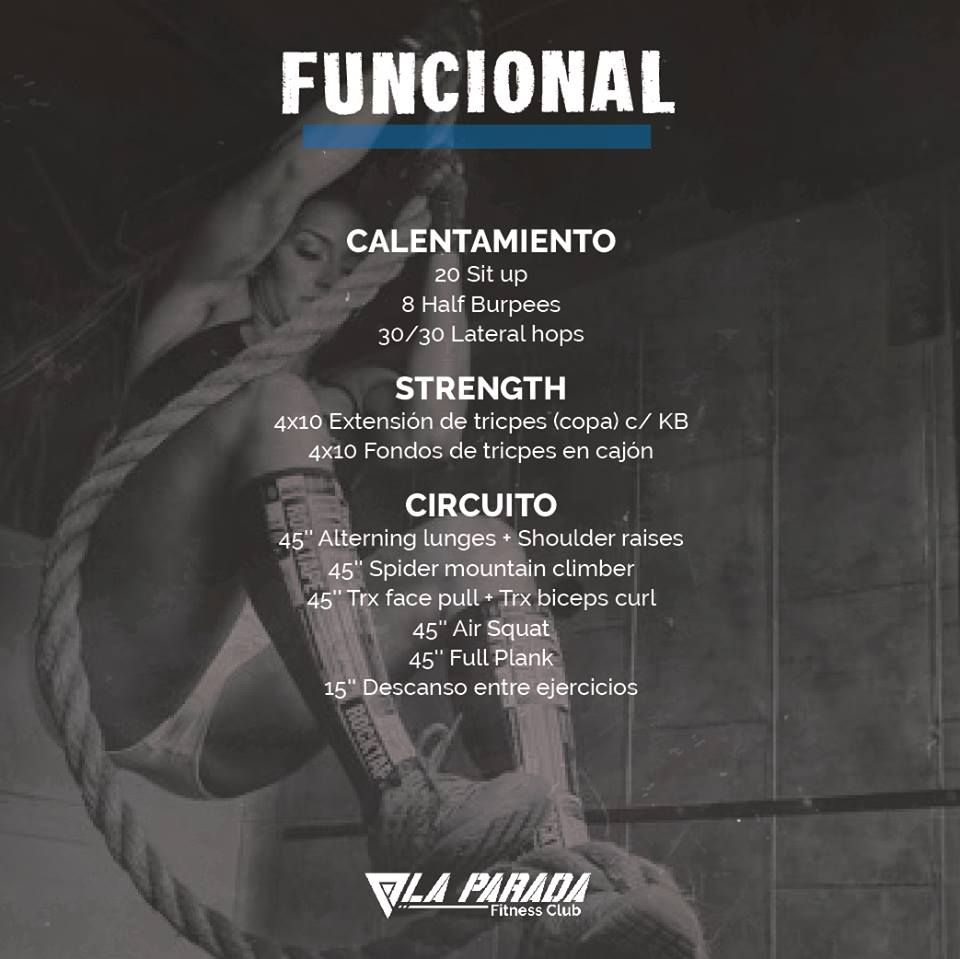 FUNCIONAL
CALENTAMIENTO
20 Sit up
8 Half Burpees
30/30 Lateral hops
STRENGTH
4x10 Extensión de tricpes (copa) c/ KB
4x10 Fondos de tricpes en cajón
CIRCUITO
45'' Alterning lunges + Shoulder raises
45'' Spider mountain climber
45'' Trx face pull + Trx biceps curl
45'' Air Squat
45'' Full Plank
15'' Descanso entre ejercicios
ROCKTAPE
ROCKTAP
LA PARADA
Fitness Club